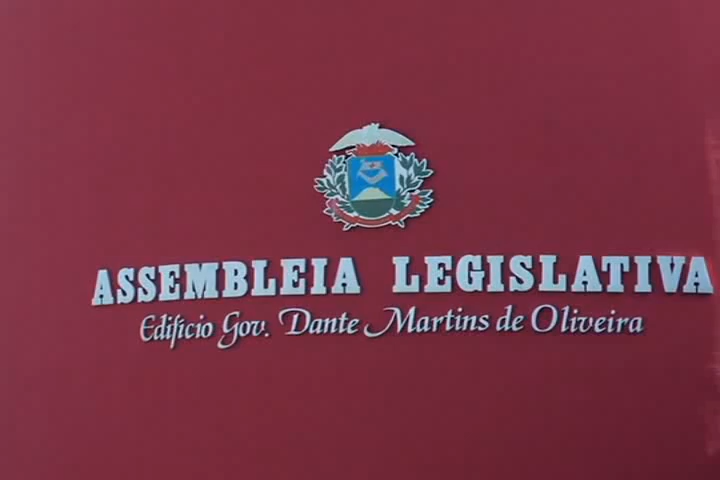 ASSEMBLEIA LEGISLATIVA
Edifício Gov. Dante Martins de Oliveira